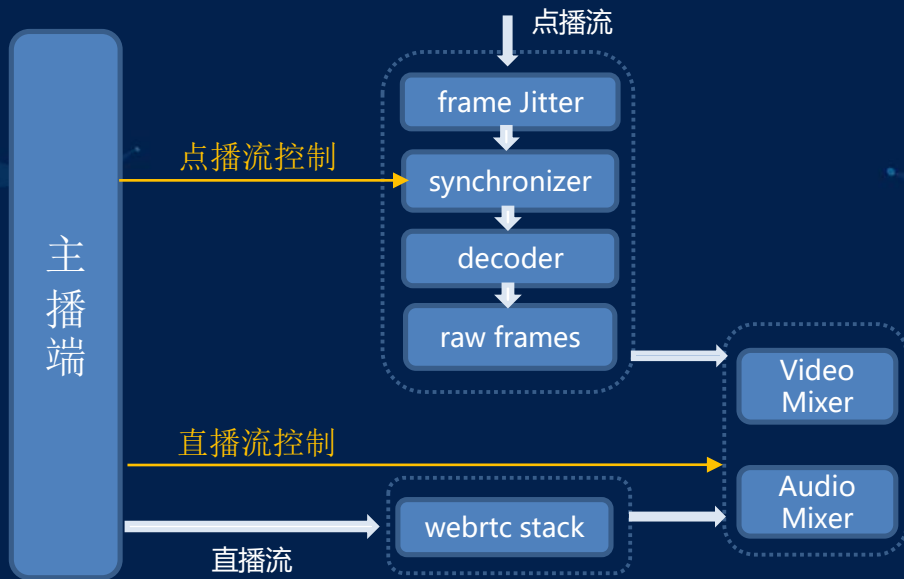 点播流
frame Jitter
点播流控制
synchronizer
decoder
主播端
raw frames
Video
Mixer
直播流控制
Audio
Mixer
webrtc stack
直播流